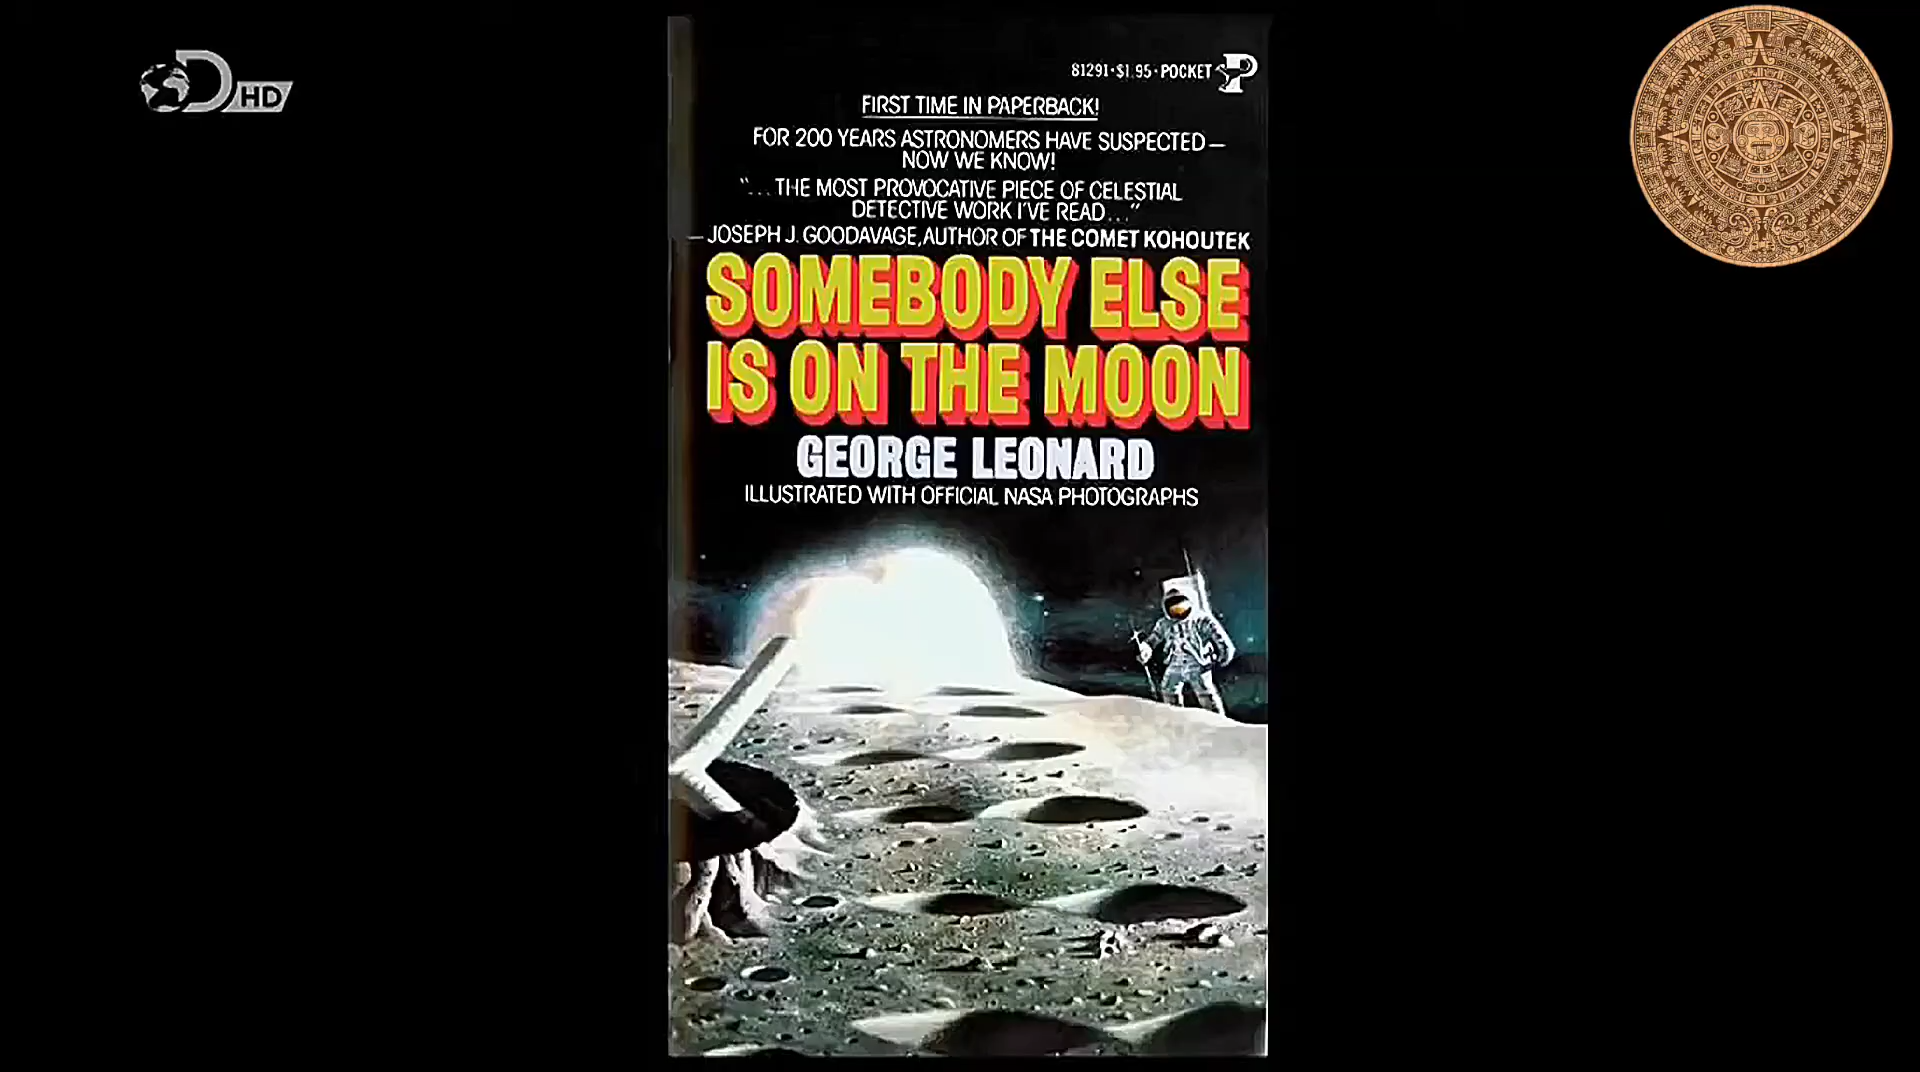 HD
81291·$1.95·POCKET
FIRST TIME IN PAPERBACK!
FOR 200 YEARS ASTRONOMERS HAVE SUSPECTED—
NOW WE KNOW!
"...THE MOST PROVOCATIVE PIECE OF CELESTIAL
DETECTIVE WORK I'VE READ..."
—JOSEPH J. GOODAVAGE, AUTHOR OF THE COMET KOHOUTEK
SOMEBODY ELSE
IS ON THE MOON
GEORGE LEONARD
ILLUSTRATED WITH OFFICIAL NASA PHOTOGRAPHS